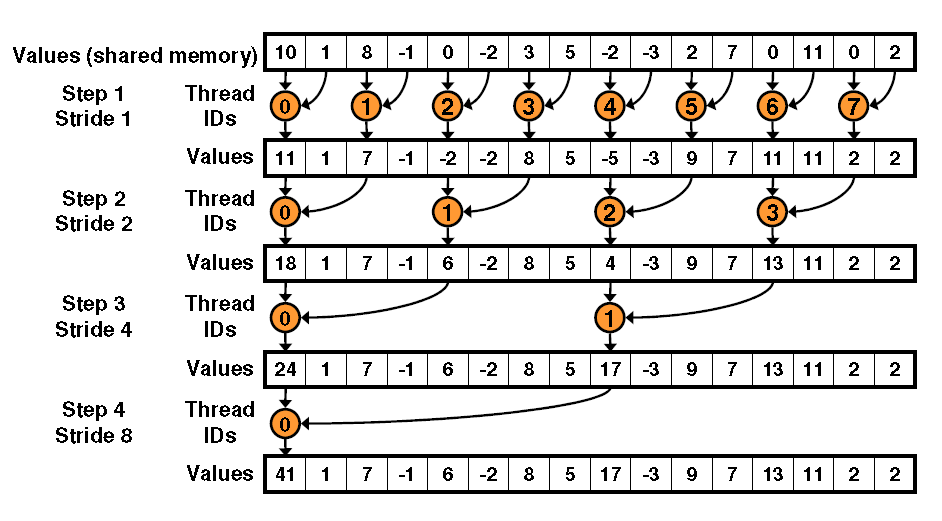 Values (shared memory) 10 1 8 -1 0 -2 3 5 -2 -3 2 7 0 11 0 2
Step 1 Thread 0 1 2 3 4 5 6 7
Stride 1 IDs
Values 11 1 7 -1 -2 -2 8 5 -5 -3 9 7 11 11 2 2
Step 2 Thread 0 1 2 3
Stride 2 IDs
Values 18 1 7 -1 6 -2 8 5 4 -3 9 7 13 11 2 2
Step 3 Thread 0 1
Stride 4 IDs
Values 24 1 7 -1 6 -2 8 5 17 -3 9 7 13 11 2 2
Step 4 Thread 0
Stride 8 IDs
Values 41 1 7 -1 6 -2 8 5 17 -3 9 7 13 11 2 2